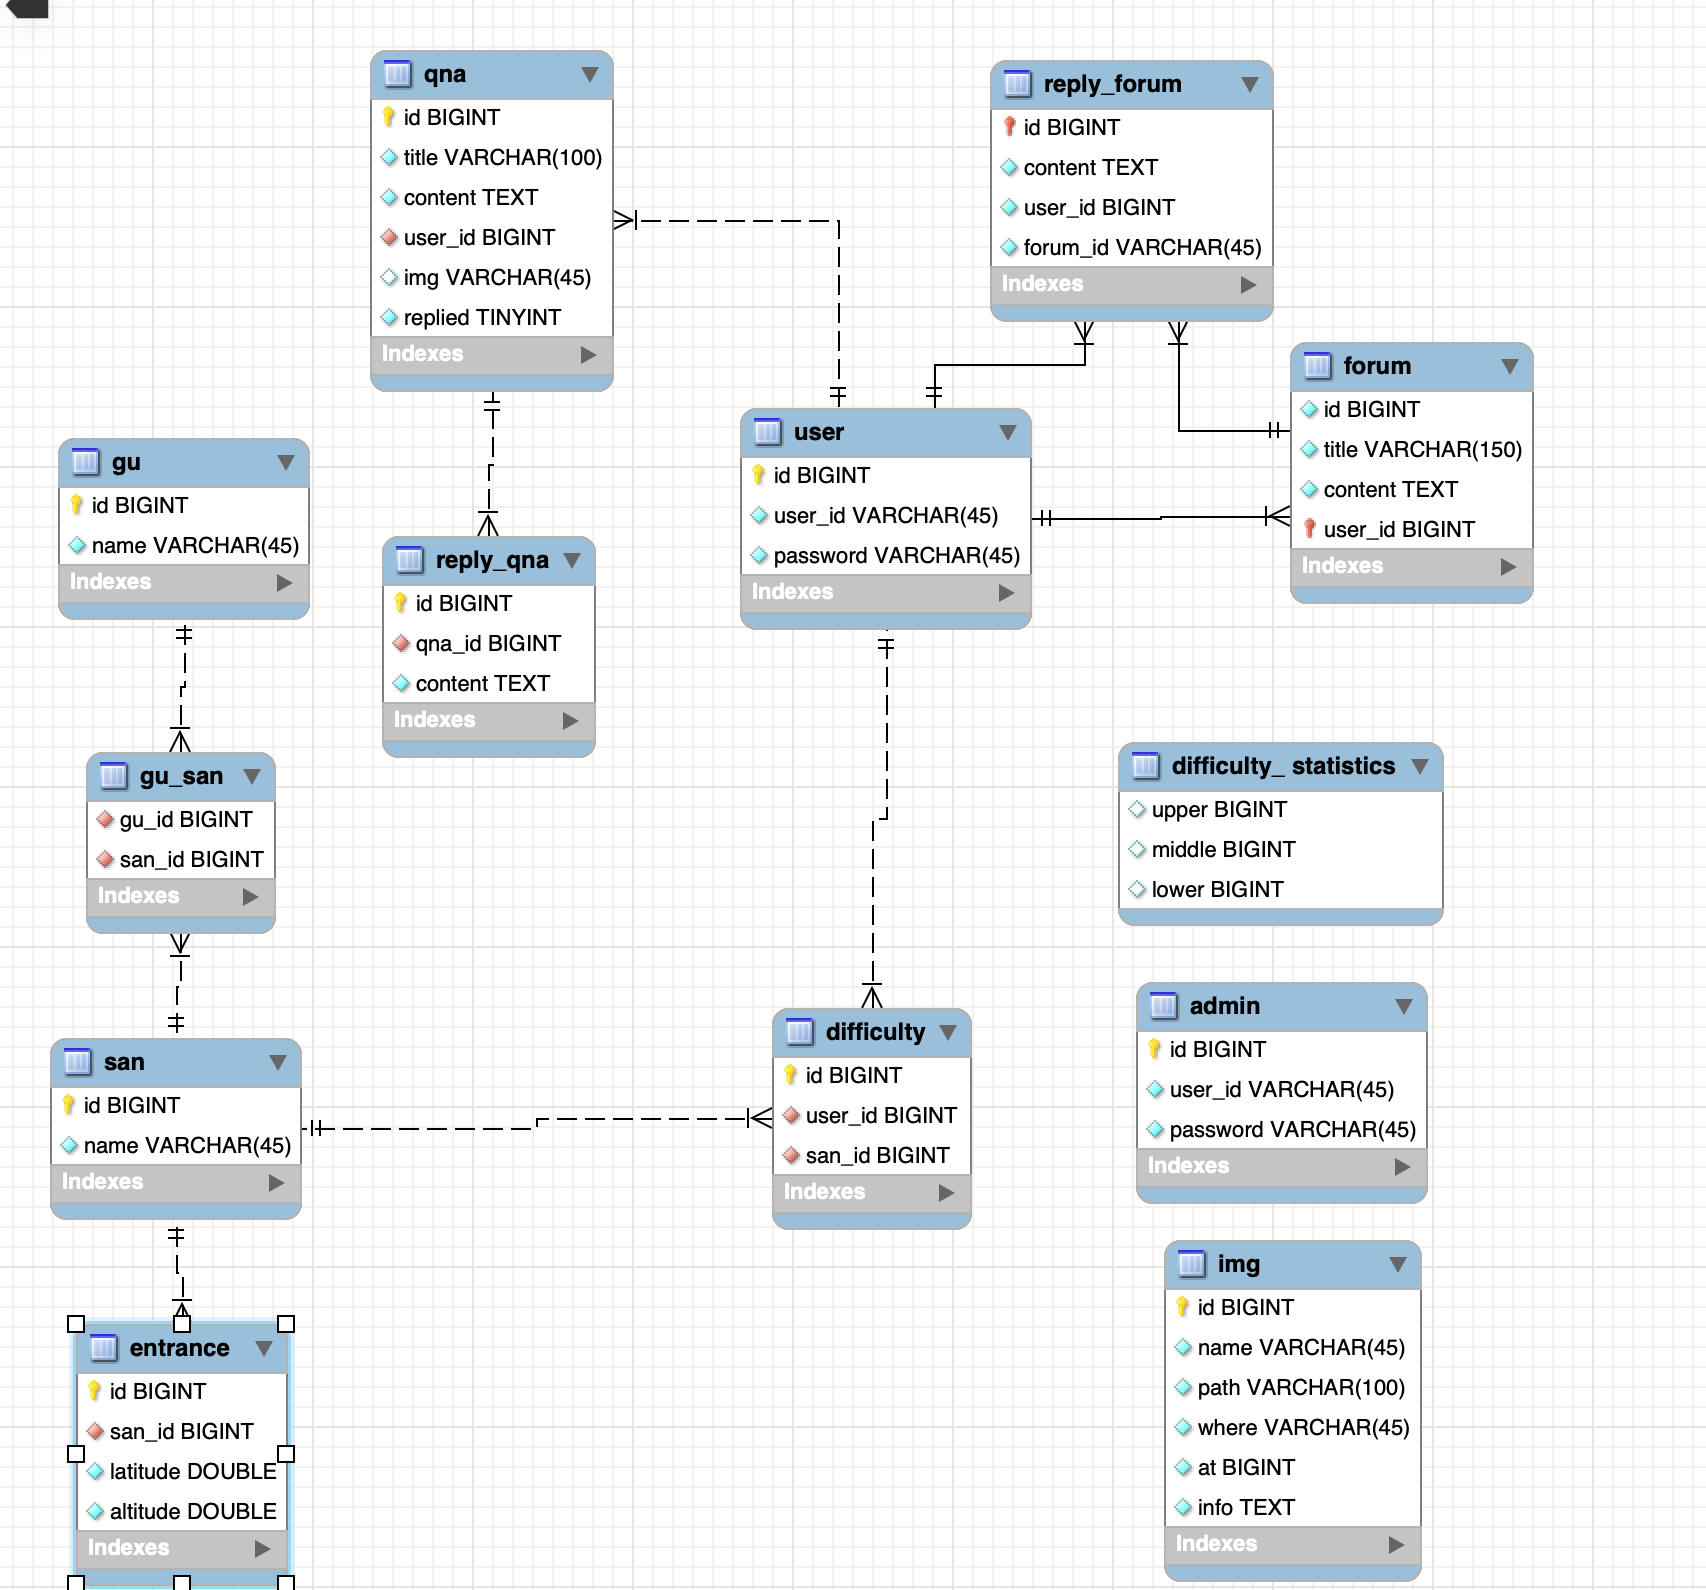 qna
id BIGINT
title VARCHAR(100)
content TEXT
user_id BIGINT
img VARCHAR(45)
replied TINYINT
Indexes
reply_forum
id BIGINT
content TEXT
user_id BIGINT
forum_id VARCHAR(45)
Indexes
forum
id BIGINT
title VARCHAR(150)
content TEXT
user_id BIGINT
Indexes
user
id BIGINT
user_id VARCHAR(45)
password VARCHAR(45)
Indexes
gu
id BIGINT
name VARCHAR(45)
Indexes
reply_qna
id BIGINT
qna_id BIGINT
content TEXT
Indexes
gu_san
gu_id BIGINT
san_id BIGINT
Indexes
difficulty_ statistics
upper BIGINT
middle BIGINT
lower BIGINT
san
id BIGINT
name VARCHAR(45)
Indexes
difficulty
id BIGINT
user_id BIGINT
san_id BIGINT
Indexes
admin
id BIGINT
user_id VARCHAR(45)
password VARCHAR(45)
Indexes
entrance
id BIGINT
san_id BIGINT
latitude DOUBLE
altitude DOUBLE
Indexes
img
id BIGINT
name VARCHAR(45)
path VARCHAR(100)
where VARCHAR(45)
at BIGINT
info TEXT
Indexes